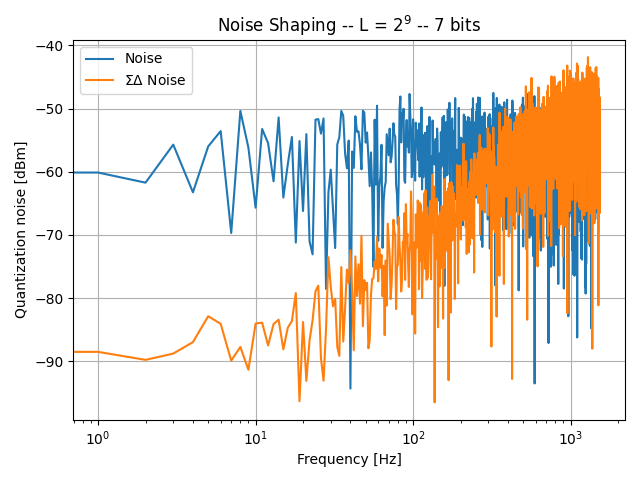 Noise Shaping -- L = 2⁹ -- 7 bits
Noise
ΣΔ Noise
Quantization noise [dBm]
−40
−50
−60
−70
−80
−90
10⁰ 10¹ 10² 10³
Frequency [Hz]